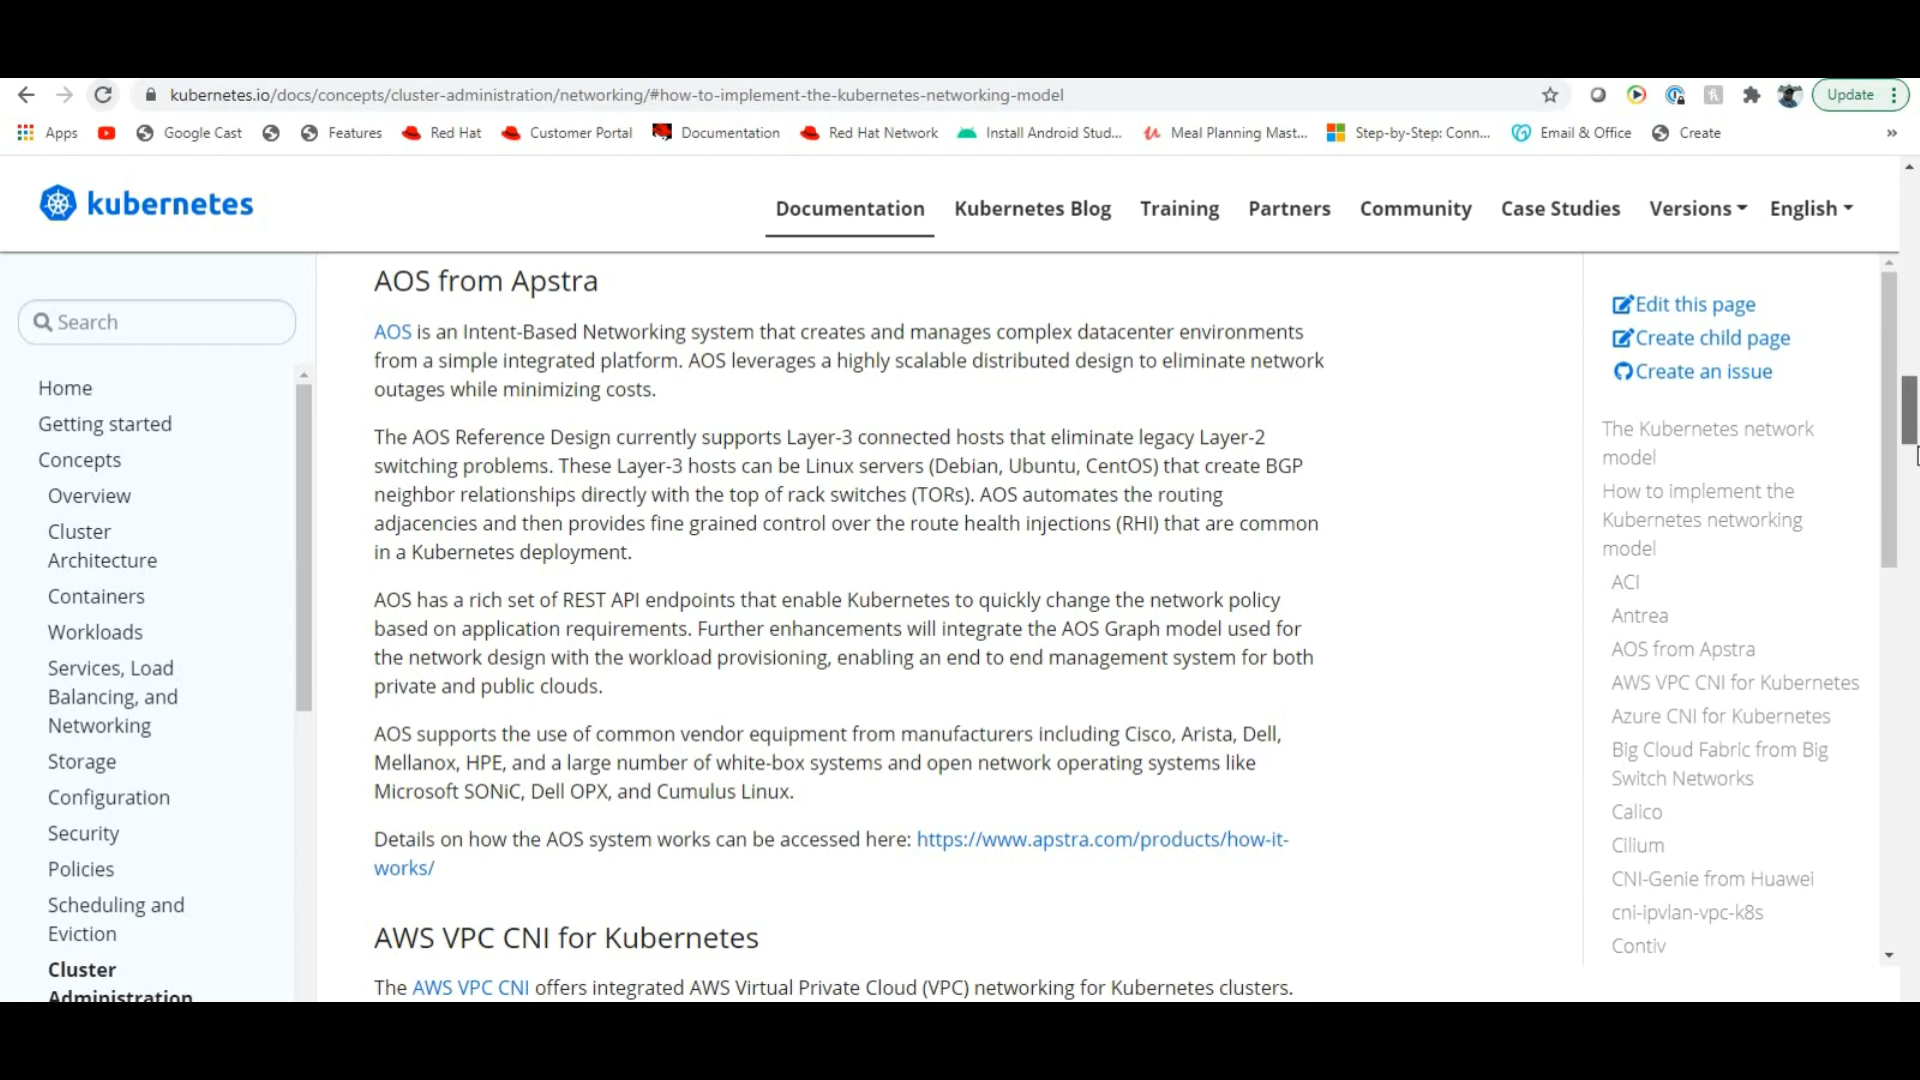 kubernetes.io/docs/concepts/cluster-administration/networking/#how-to-implement-the-kubernetes-networking-model
Update
Apps
Google Cast
Features
Red Hat
Customer Portal
Documentation
Red Hat Network
Install Android Stud...
Meal Planning Mast...
Step-by-Step: Conn...
Email & Office
Create
»
kubernetes
Documentation
Kubernetes Blog
Training
Partners
Community
Case Studies
Versions
English
Search
Home
Getting started
Concepts
Overview
Cluster
Architecture
Containers
Workloads
Services, Load
Balancing, and
Networking
Storage
Configuration
Security
Policies
Scheduling and
Eviction
Cluster
Administration
AOS from Apstra
AOS is an Intent-Based Networking system that creates and manages complex datacenter environments
from a simple integrated platform. AOS leverages a highly scalable distributed design to eliminate network
outages while minimizing costs.
The AOS Reference Design currently supports Layer-3 connected hosts that eliminate legacy Layer-2
switching problems. These Layer-3 hosts can be Linux servers (Debian, Ubuntu, CentOS) that create BGP
neighbor relationships directly with the top of rack switches (TORs). AOS automates the routing
adjacencies and then provides fine grained control over the route health injections (RHI) that are common
in a Kubernetes deployment.
AOS has a rich set of REST API endpoints that enable Kubernetes to quickly change the network policy
based on application requirements. Further enhancements will integrate the AOS Graph model used for
the network design with the workload provisioning, enabling an end to end management system for both
private and public clouds.
AOS supports the use of common vendor equipment from manufacturers including Cisco, Arista, Dell,
Mellanox, HPE, and a large number of white-box systems and open network operating systems like
Microsoft SONiC, Dell OPX, and Cumulus Linux.
Details on how the AOS system works can be accessed here: https://www.apstra.com/products/how-it-
works/
AWS VPC CNI for Kubernetes
The AWS VPC CNI offers integrated AWS Virtual Private Cloud (VPC) networking for Kubernetes clusters.
Edit this page
Create child page
Create an issue
The Kubernetes network
model
How to implement the
Kubernetes networking
model
ACI
Antrea
AOS from Apstra
AWS VPC CNI for Kubernetes
Azure CNI for Kubernetes
Big Cloud Fabric from Big
Switch Networks
Calico
Cilium
CNI-Genie from Huawei
cni-ipvlan-vpc-k8s
Contiv